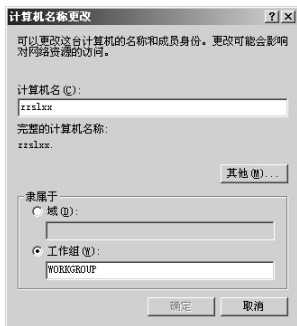 计算机名称更改
可以更改这台计算机的名称和成员身份。更改可能会影响
对网络资源的访问。
计算机名(C):
zzslxx
完整的计算机名称:
zzslxx.
其他(M)...
隶属于
域(D):
工作组(W):
WORKGROUP
确定
取消